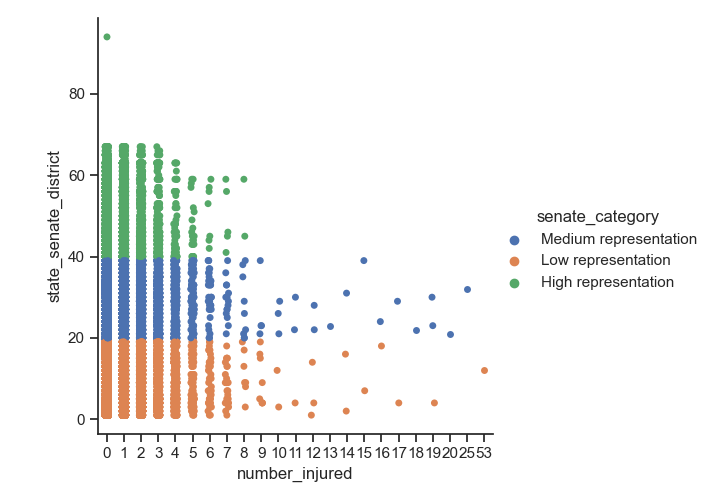 80
60
40
20
0
state_senate_district
0 1 2 3 4 5 6 7 8 9 10 11 12 13 14 15 16 17 18 19 20 25 53
number_injured
senate_category
Medium representation
Low representation
High representation